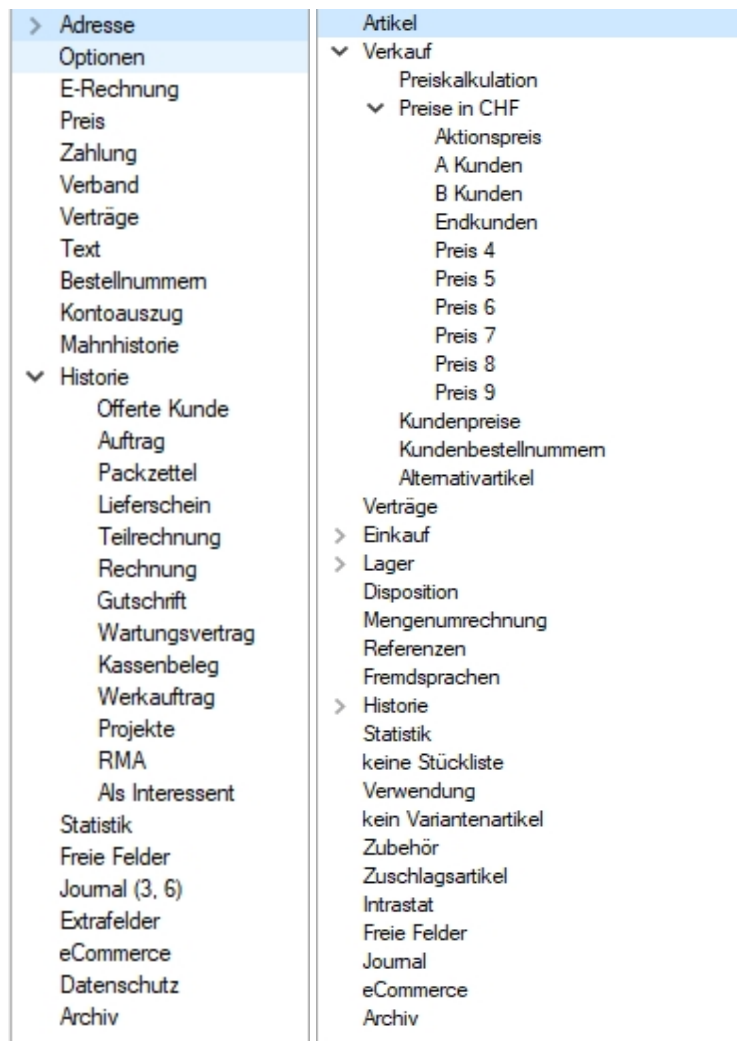 Adresse
Optionen
E-Rechnung
Preis
Zahlung
Verband
Verträge
Text
Bestellnummern
Kontoauszug
Mahnhistorie
Historie
Offerte Kunde
Auftrag
Packzettel
Lieferschein
Teilrechnung
Rechnung
Gutschrift
Wartungsvertrag
Kassenbeleg
Werkauftrag
Projekte
RMA
Als Interessent
Statistik
Freie Felder
Journal (3, 6)
Extrafelder
eCommerce
Datenschutz
Archiv
Artikel
Verkauf
Preiskalkulation
Preise in CHF
Aktionspreis
A Kunden
B Kunden
Endkunden
Preis 4
Preis 5
Preis 6
Preis 7
Preis 8
Preis 9
Kundenpreise
Kundenbestellnummern
Alternativartikel
Verträge
Einkauf
Lager
Disposition
Mengenumrechnung
Referenzen
Fremdsprachen
Historie
Statistik
keine Stückliste
Verwendung
kein Variantenartikel
Zubehör
Zuschlagsartikel
Intrastat
Freie Felder
Journal
eCommerce
Archiv